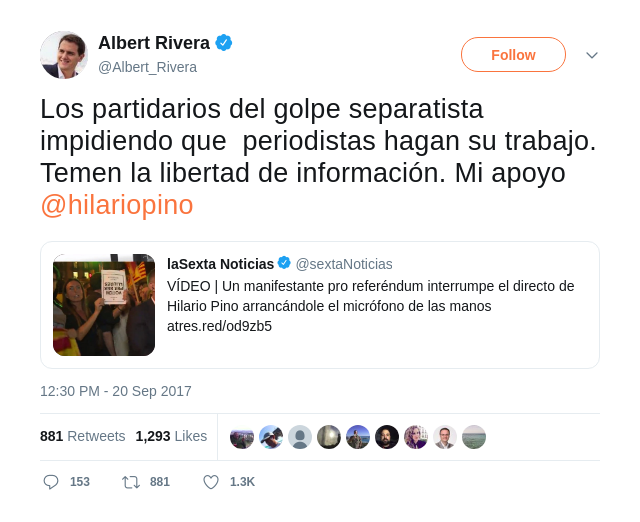 Albert Rivera
@Albert_Rivera
Follow
Los partidarios del golpe separatista
impidiendo que  periodistas hagan su trabajo.
Temen la libertad de información. Mi apoyo
@hilariopino
laSexta Noticias @sextaNoticias
VÍDEO | Un manifestante pro referéndum interrumpe el directo de
Hilario Pino arrancándole el micrófono de las manos
atres.red/od9zb5
12:30 PM - 20 Sep 2017
881 Retweets 1,293 Likes
153 881 1.3K